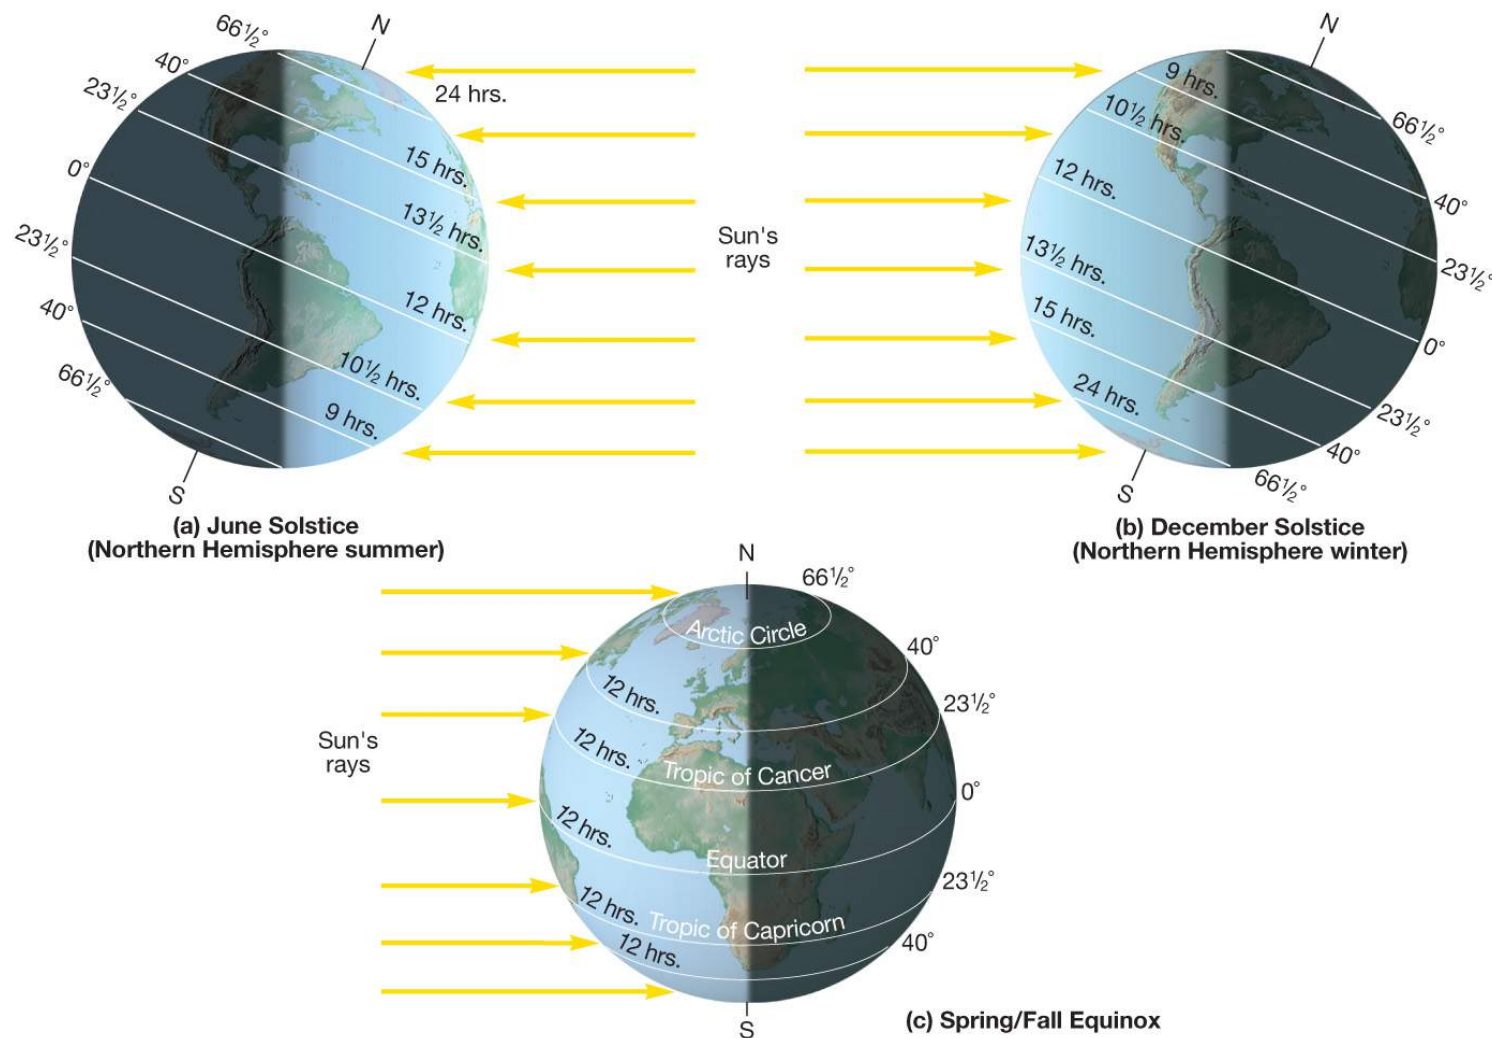 N
66½°
40°
23½°
0°
23½°
40°
66½°
24 hrs.
15 hrs.
13½ hrs.
12 hrs.
10½ hrs.
9 hrs.
S
(a) June Solstice
(Northern Hemisphere summer)
Sun's
rays
N
9 hrs.
10½ hrs.
12 hrs.
13½ hrs.
15 hrs.
24 hrs.
66½°
40°
23½°
0°
23½°
40°
66½°
S
(b) December Solstice
(Northern Hemisphere winter)
Sun's
rays
N
66½°
Arctic Circle
40°
12 hrs.
23½°
12 hrs.
Tropic of Cancer
0°
12 hrs.
Equator
23½°
12 hrs.
Tropic of Capricorn
40°
12 hrs.
S
(c) Spring/Fall Equinox